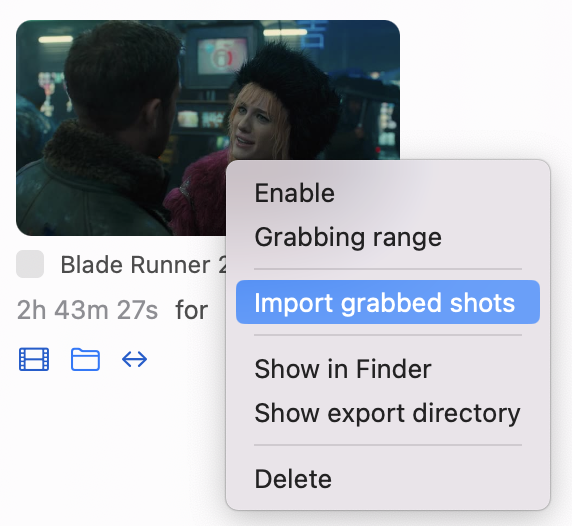 Enable
Grabbing range
Blade Runner 2
Import grabbed shots
2h 43m 27s for
Show in Finder
Show export directory
Delete